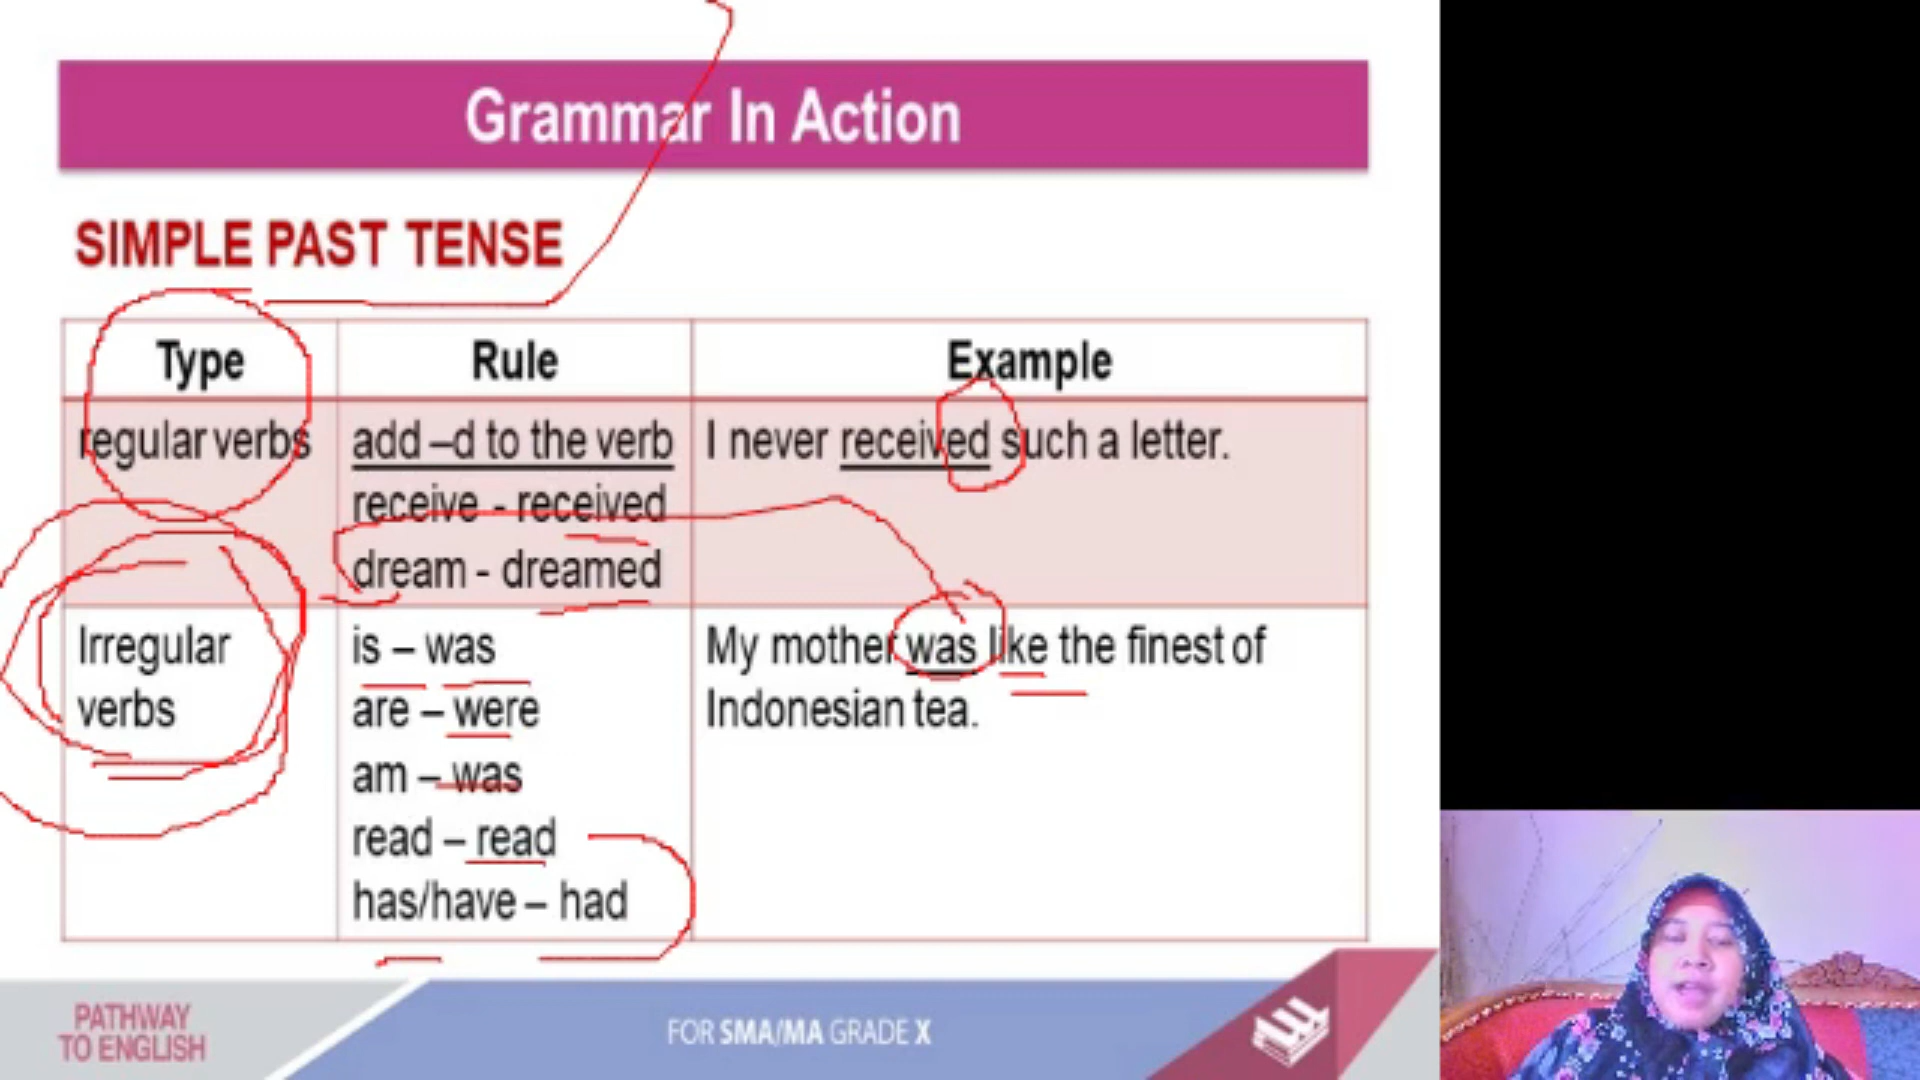 Grammar In Action
SIMPLE PAST TENSE
Type Rule Example
regular verbs add –d to the verb I never received such a letter.
receive - received
dream - dreamed
Irregular is – was My mother was like the finest of
verbs are – were Indonesian tea.
am – was
read – read
has/have – had
PATHWAY
TO ENGLISH
FOR SMA/MA GRADE X